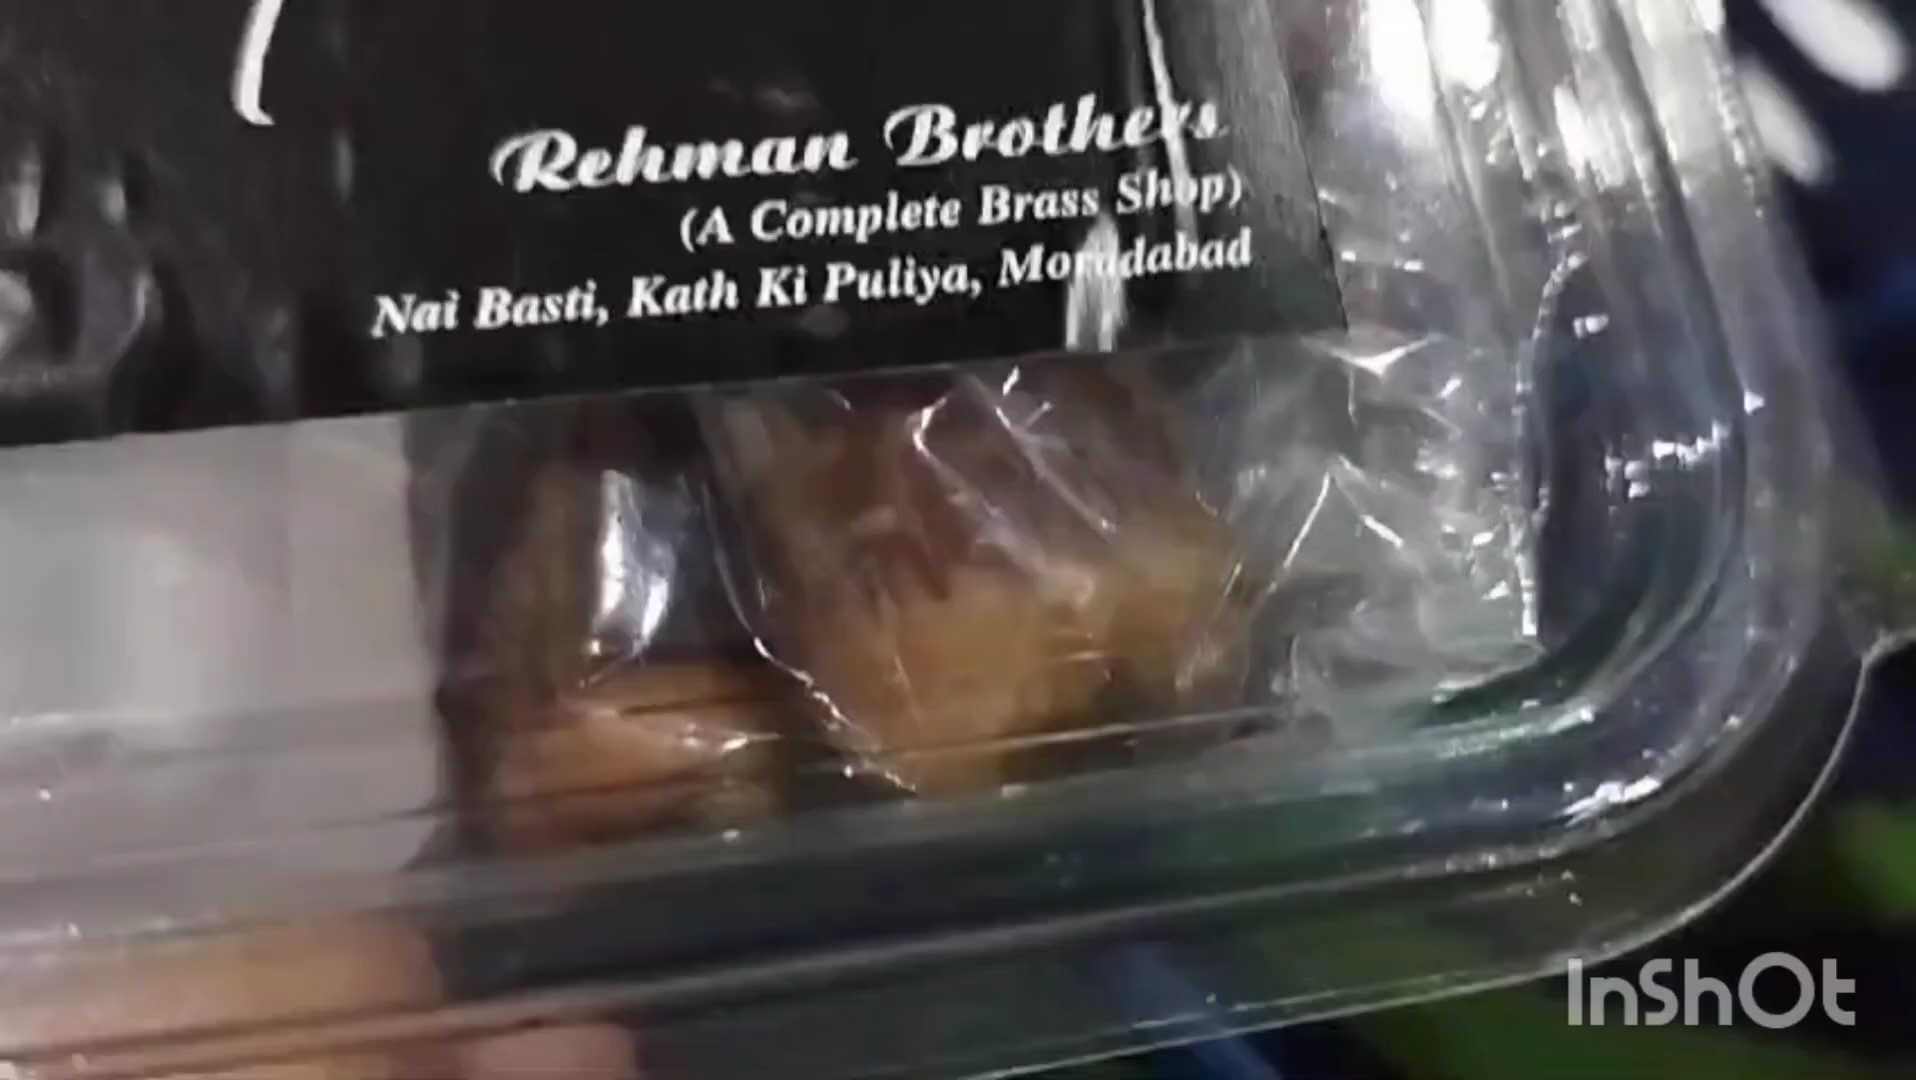 Rehman Brothers
(A Complete Brass Shop)
Nai Basti, Kath Ki Puliya, Moradabad
InShOt